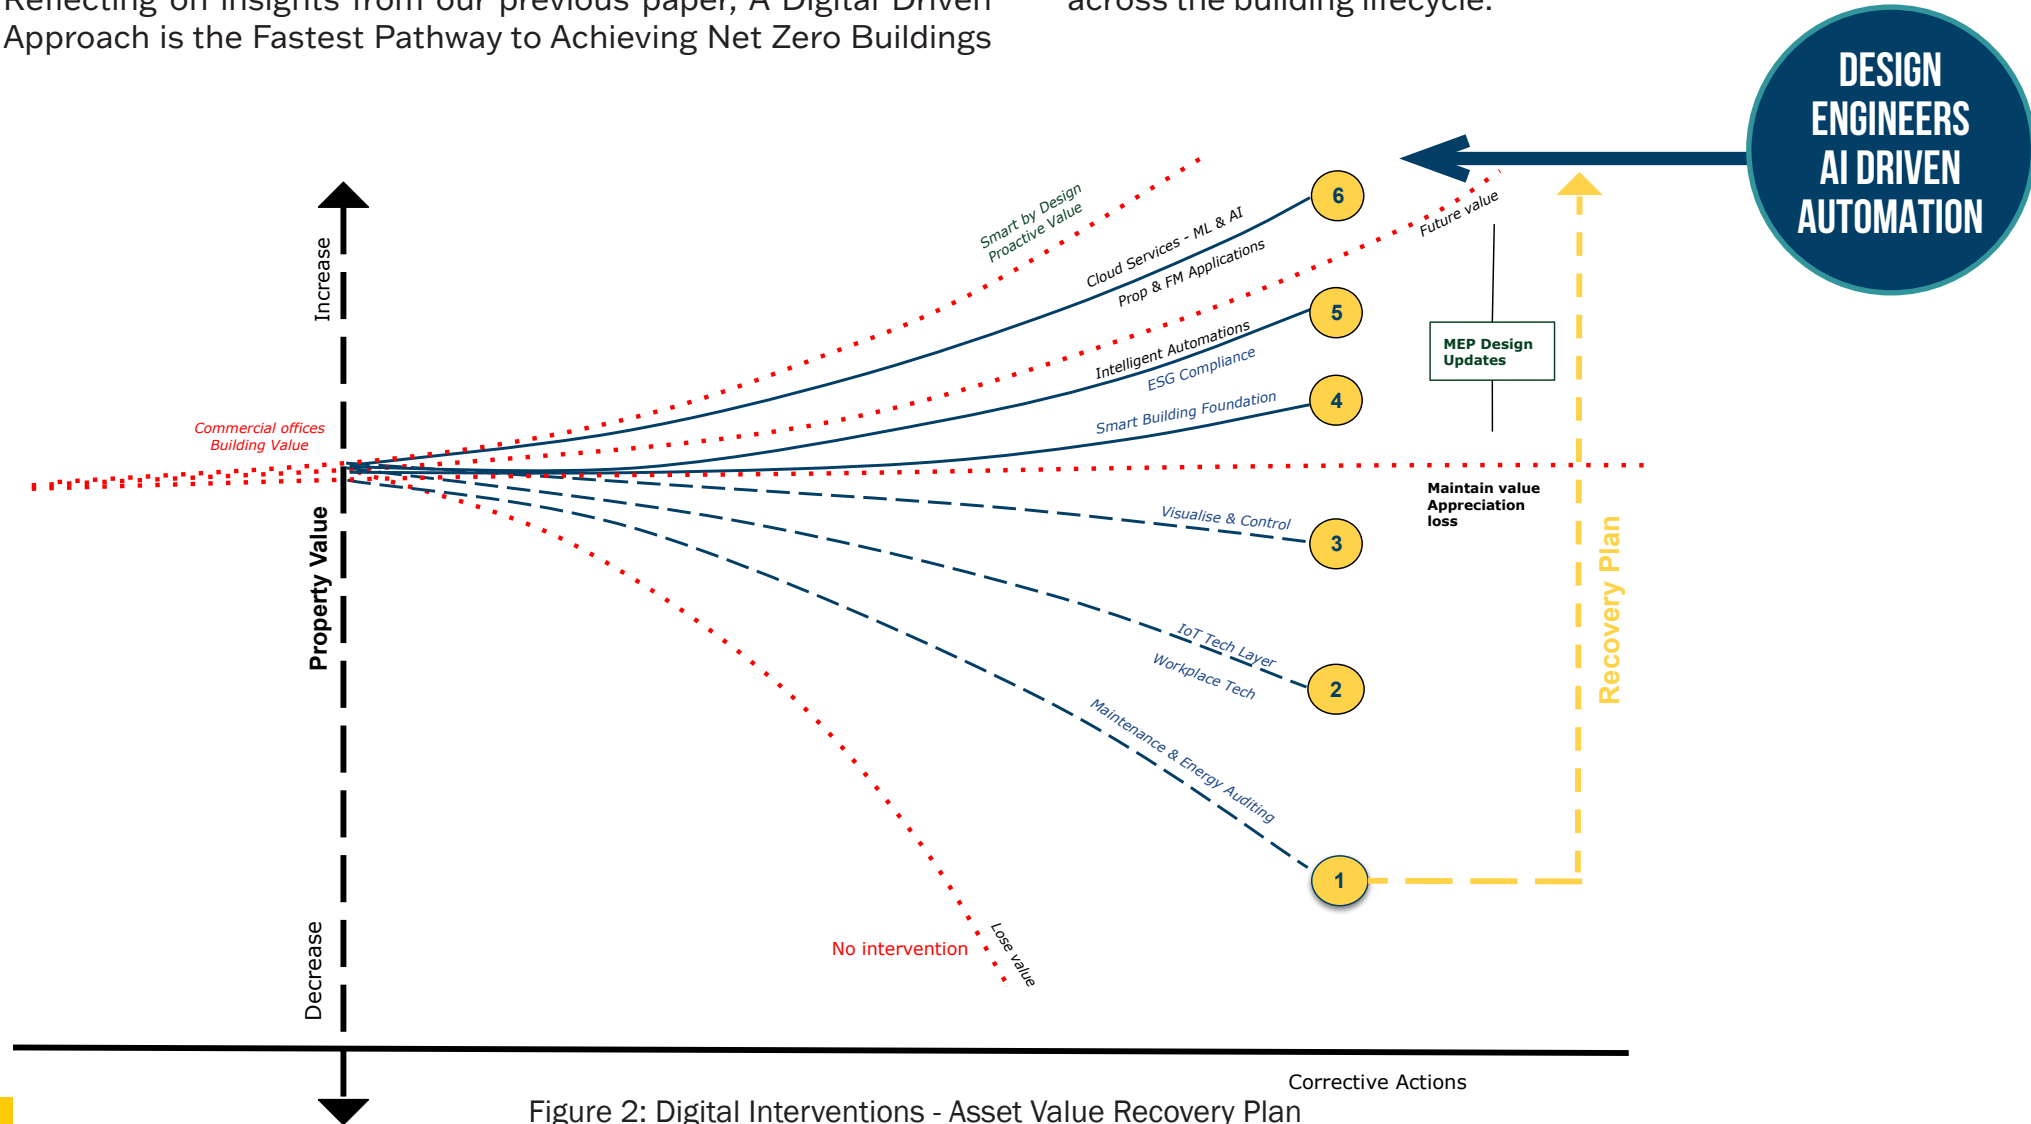 Reflecting on insights from our previous paper, A Digital Driven
Approach is the Fastest Pathway to Achieving Net Zero Buildings
across the building lifecycle.
DESIGN
ENGINEERS
AI DRIVEN
AUTOMATION
Increase
Property Value
Decrease
Commercial offices
Building Value
Smart by Design
Proactive Value
Cloud Services - ML & AI
Prop & FM Applications
6
Future value
Intelligent Automations
ESG Compliance
5
MEP Design
Updates
Smart Building Foundation
4
Maintain value
Appreciation
loss
Visualise & Control
3
IoT Tech Layer
Workplace Tech
2
Maintenance & Energy Auditing
1
Recovery Plan
No intervention
Lose value
Corrective Actions
Figure 2: Digital Interventions - Asset Value Recovery Plan